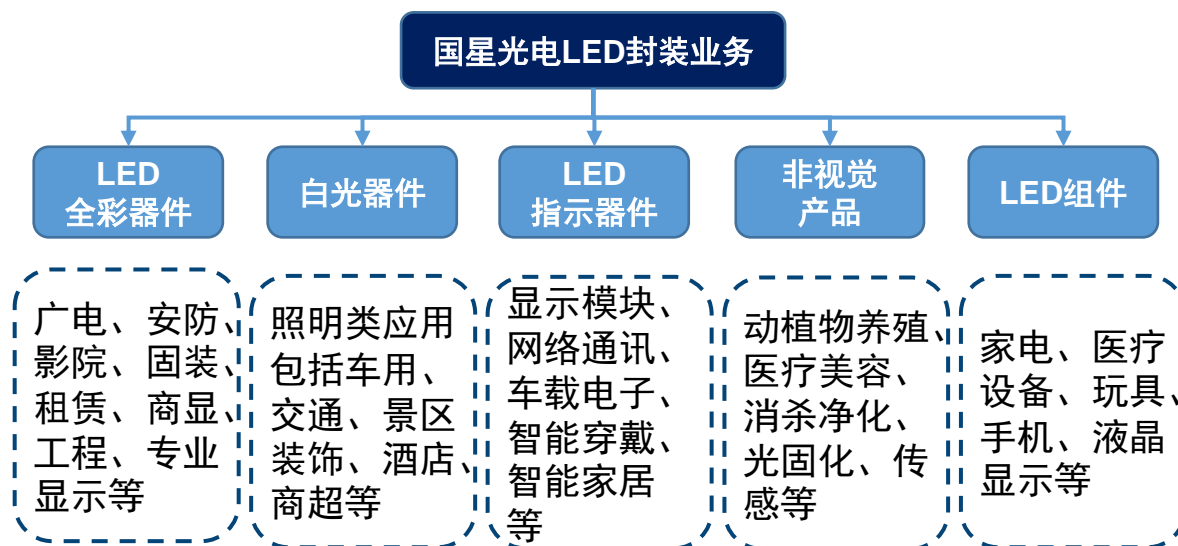 国星光电LED封装业务
LED
全彩器件
白光器件
LED
指示器件
非视觉
产品
LED组件
广电、安防、
影院、固装、
租赁、商显、
工程、专业
显示等
照明类应用
包括车用、
交通、景区
装饰、酒店、
商超等
显示模块、
网络通讯、
车载电子、
智能穿戴、
智能家居
等
动植物养殖、
医疗美容、
消杀净化、
光固化、传
感等
家电、医疗
设备、玩具、
手机、液晶
显示等